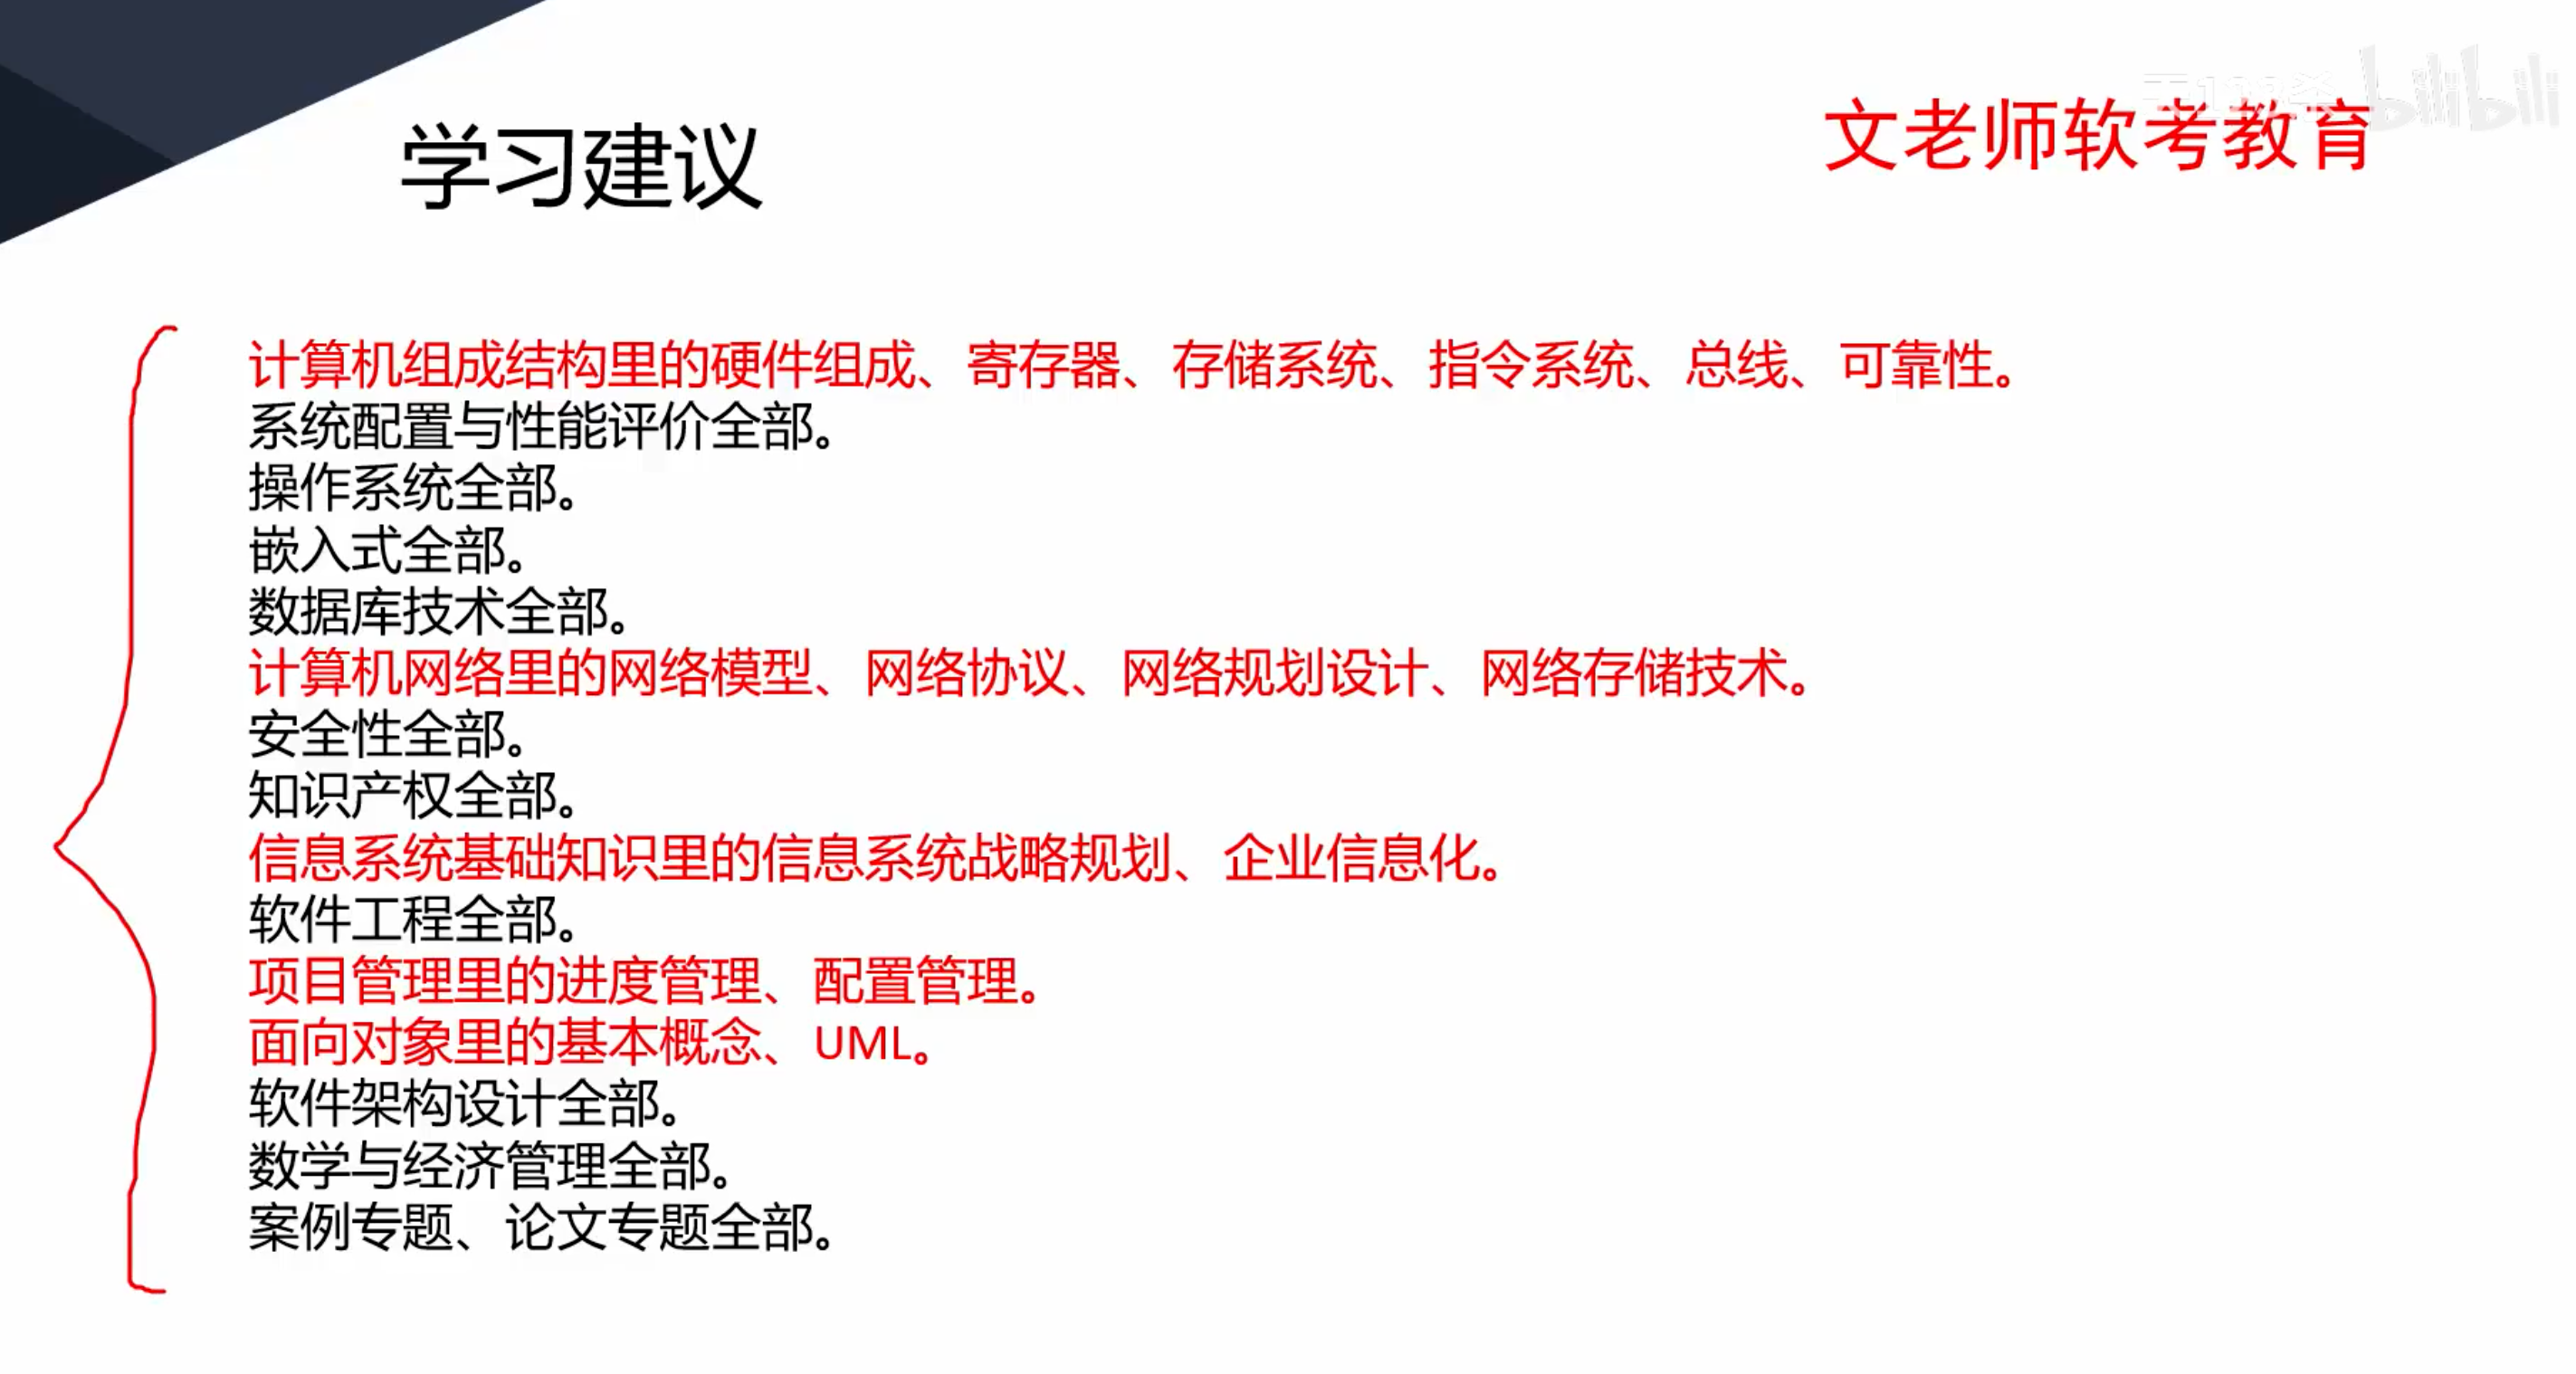 学习建议
文老师软考教育
bilibili
计算机组成结构里的硬件组成、寄存器、存储系统、指令系统、总线、可靠性。
系统配置与性能评价全部。
操作系统全部。
嵌入式全部。
数据库技术全部。
计算机网络里的网络模型、网络协议、网络规划设计、网络存储技术。
安全性全部。
知识产权全部。
信息系统基础知识里的信息系统战略规划、企业信息化。
软件工程全部。
项目管理里的进度管理、配置管理。
面向对象里的基本概念、UML。
软件架构设计全部。
数学与经济管理全部。
案例专题、论文专题全部。